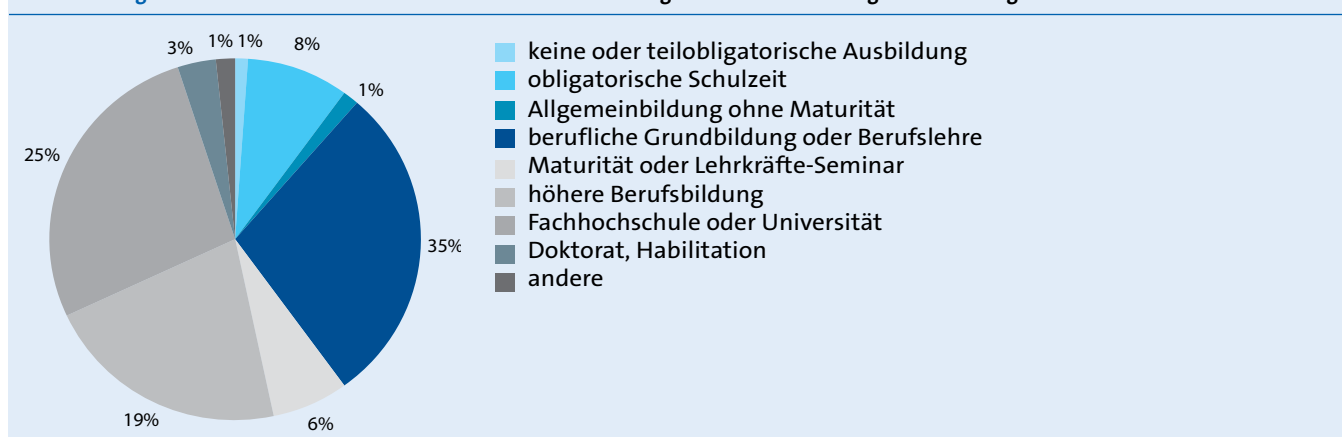 3%
1%
1%
8%
1%
25%
35%
19%
6%
keine oder teilobligatorische Ausbildung
obligatorische Schulzeit
Allgemeinbildung ohne Maturität
berufliche Grundbildung oder Berufslehre
Maturität oder Lehrkräfte-Seminar
höhere Berufsbildung
Fachhochschule oder Universität
Doktorat, Habilitation
andere